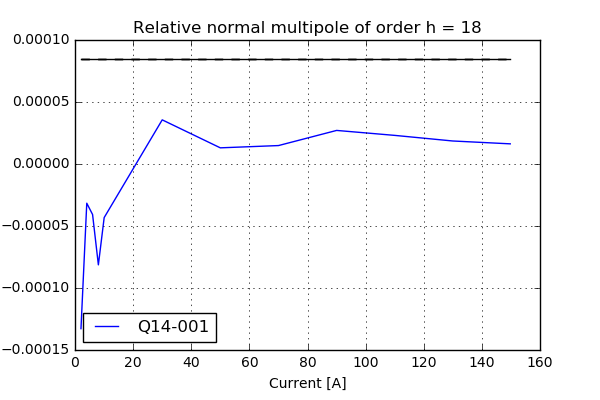 Relative normal multipole of order h = 18
0.00010
0.00005
0.00000
−0.00005
−0.00010
−0.00015
Q14-001
0 20 40 60 80 100 120 140 160
Current [A]